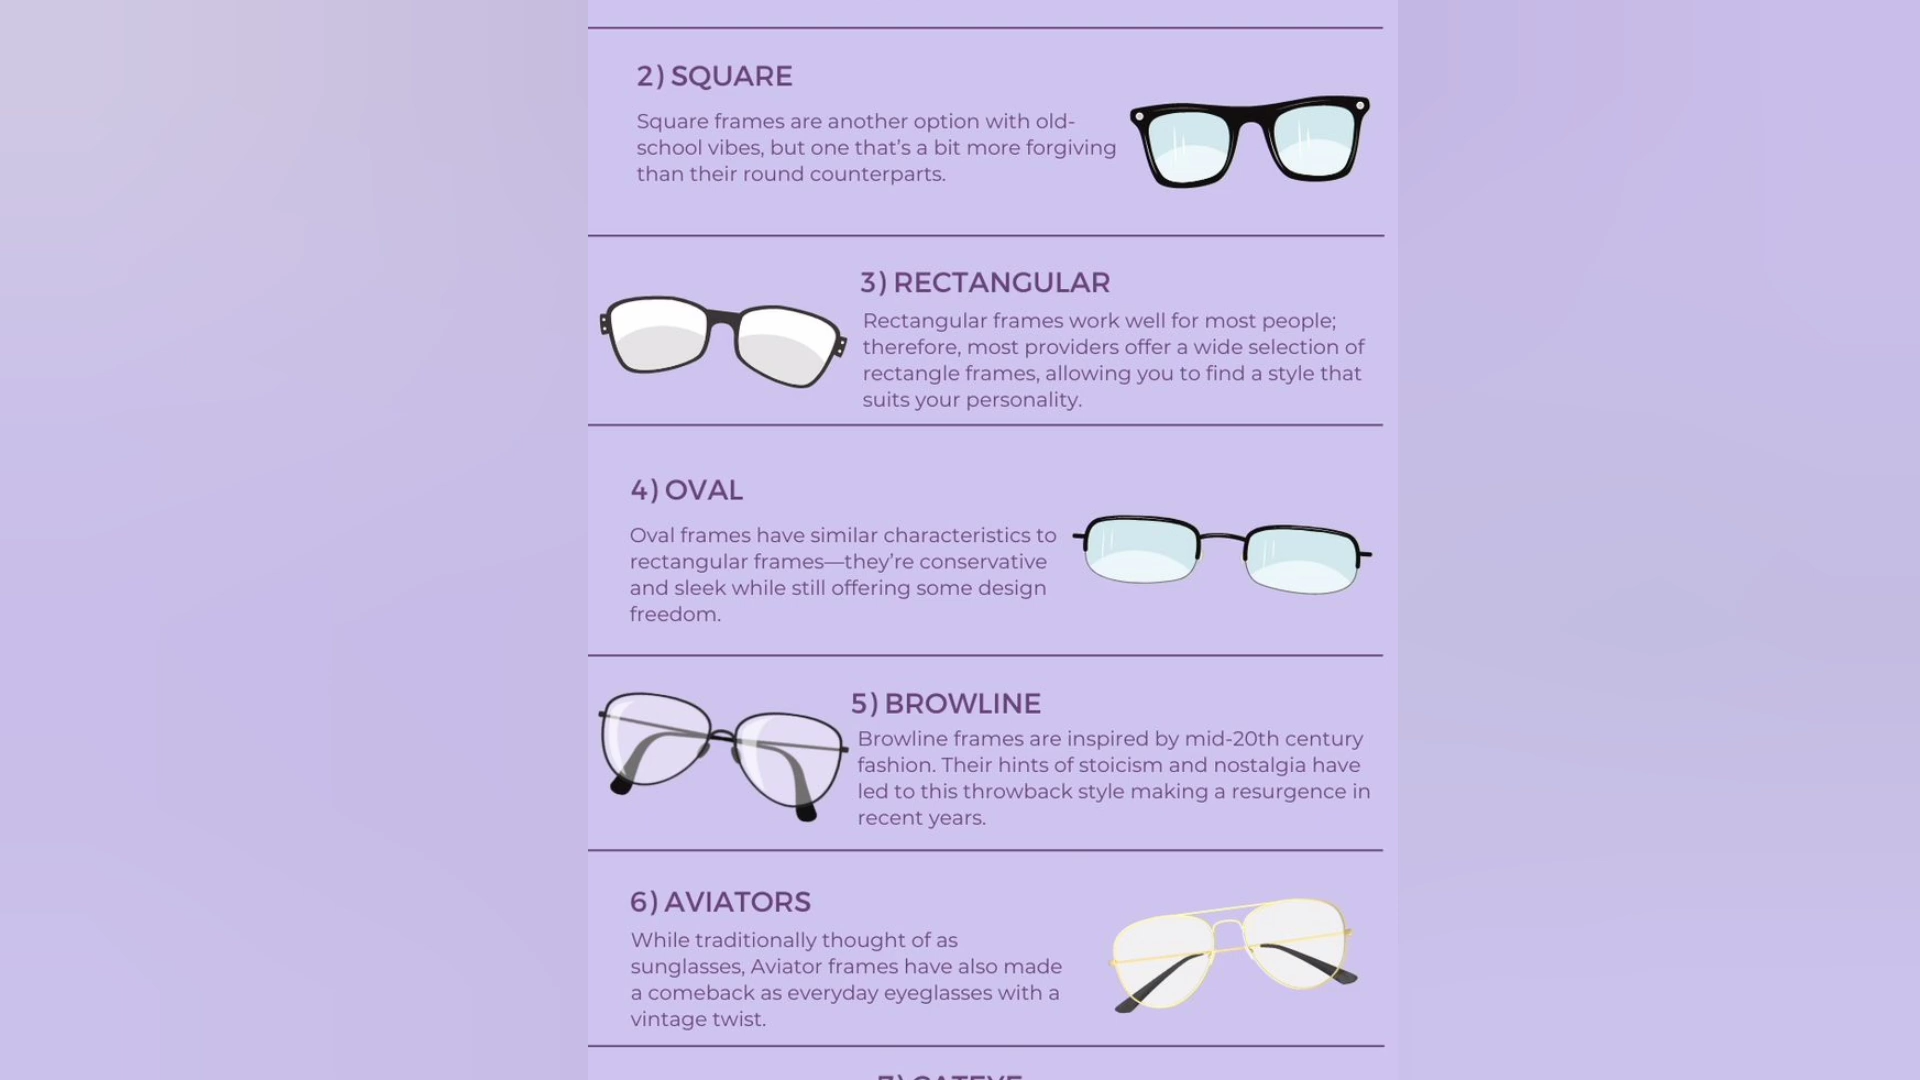 2) SQUARE
Square frames are another option with old-
school vibes, but one that's a bit more forgiving
than their round counterparts.
3) RECTANGULAR
Rectangular frames work well for most people;
therefore, most providers offer a wide selection of
rectangle frames, allowing you to find a style that
suits your personality.
4) OVAL
Oval frames have similar characteristics to
rectangular frames—they're conservative
and sleek while still offering some design
freedom.
5) BROWLINE
Browline frames are inspired by mid-20th century
fashion. Their hints of stoicism and nostalgia have
led to this throwback style making a resurgence in
recent years.
6) AVIATORS
While traditionally thought of as
sunglasses, Aviator frames have also made
a comeback as everyday eyeglasses with a
vintage twist.
7) CATEYE